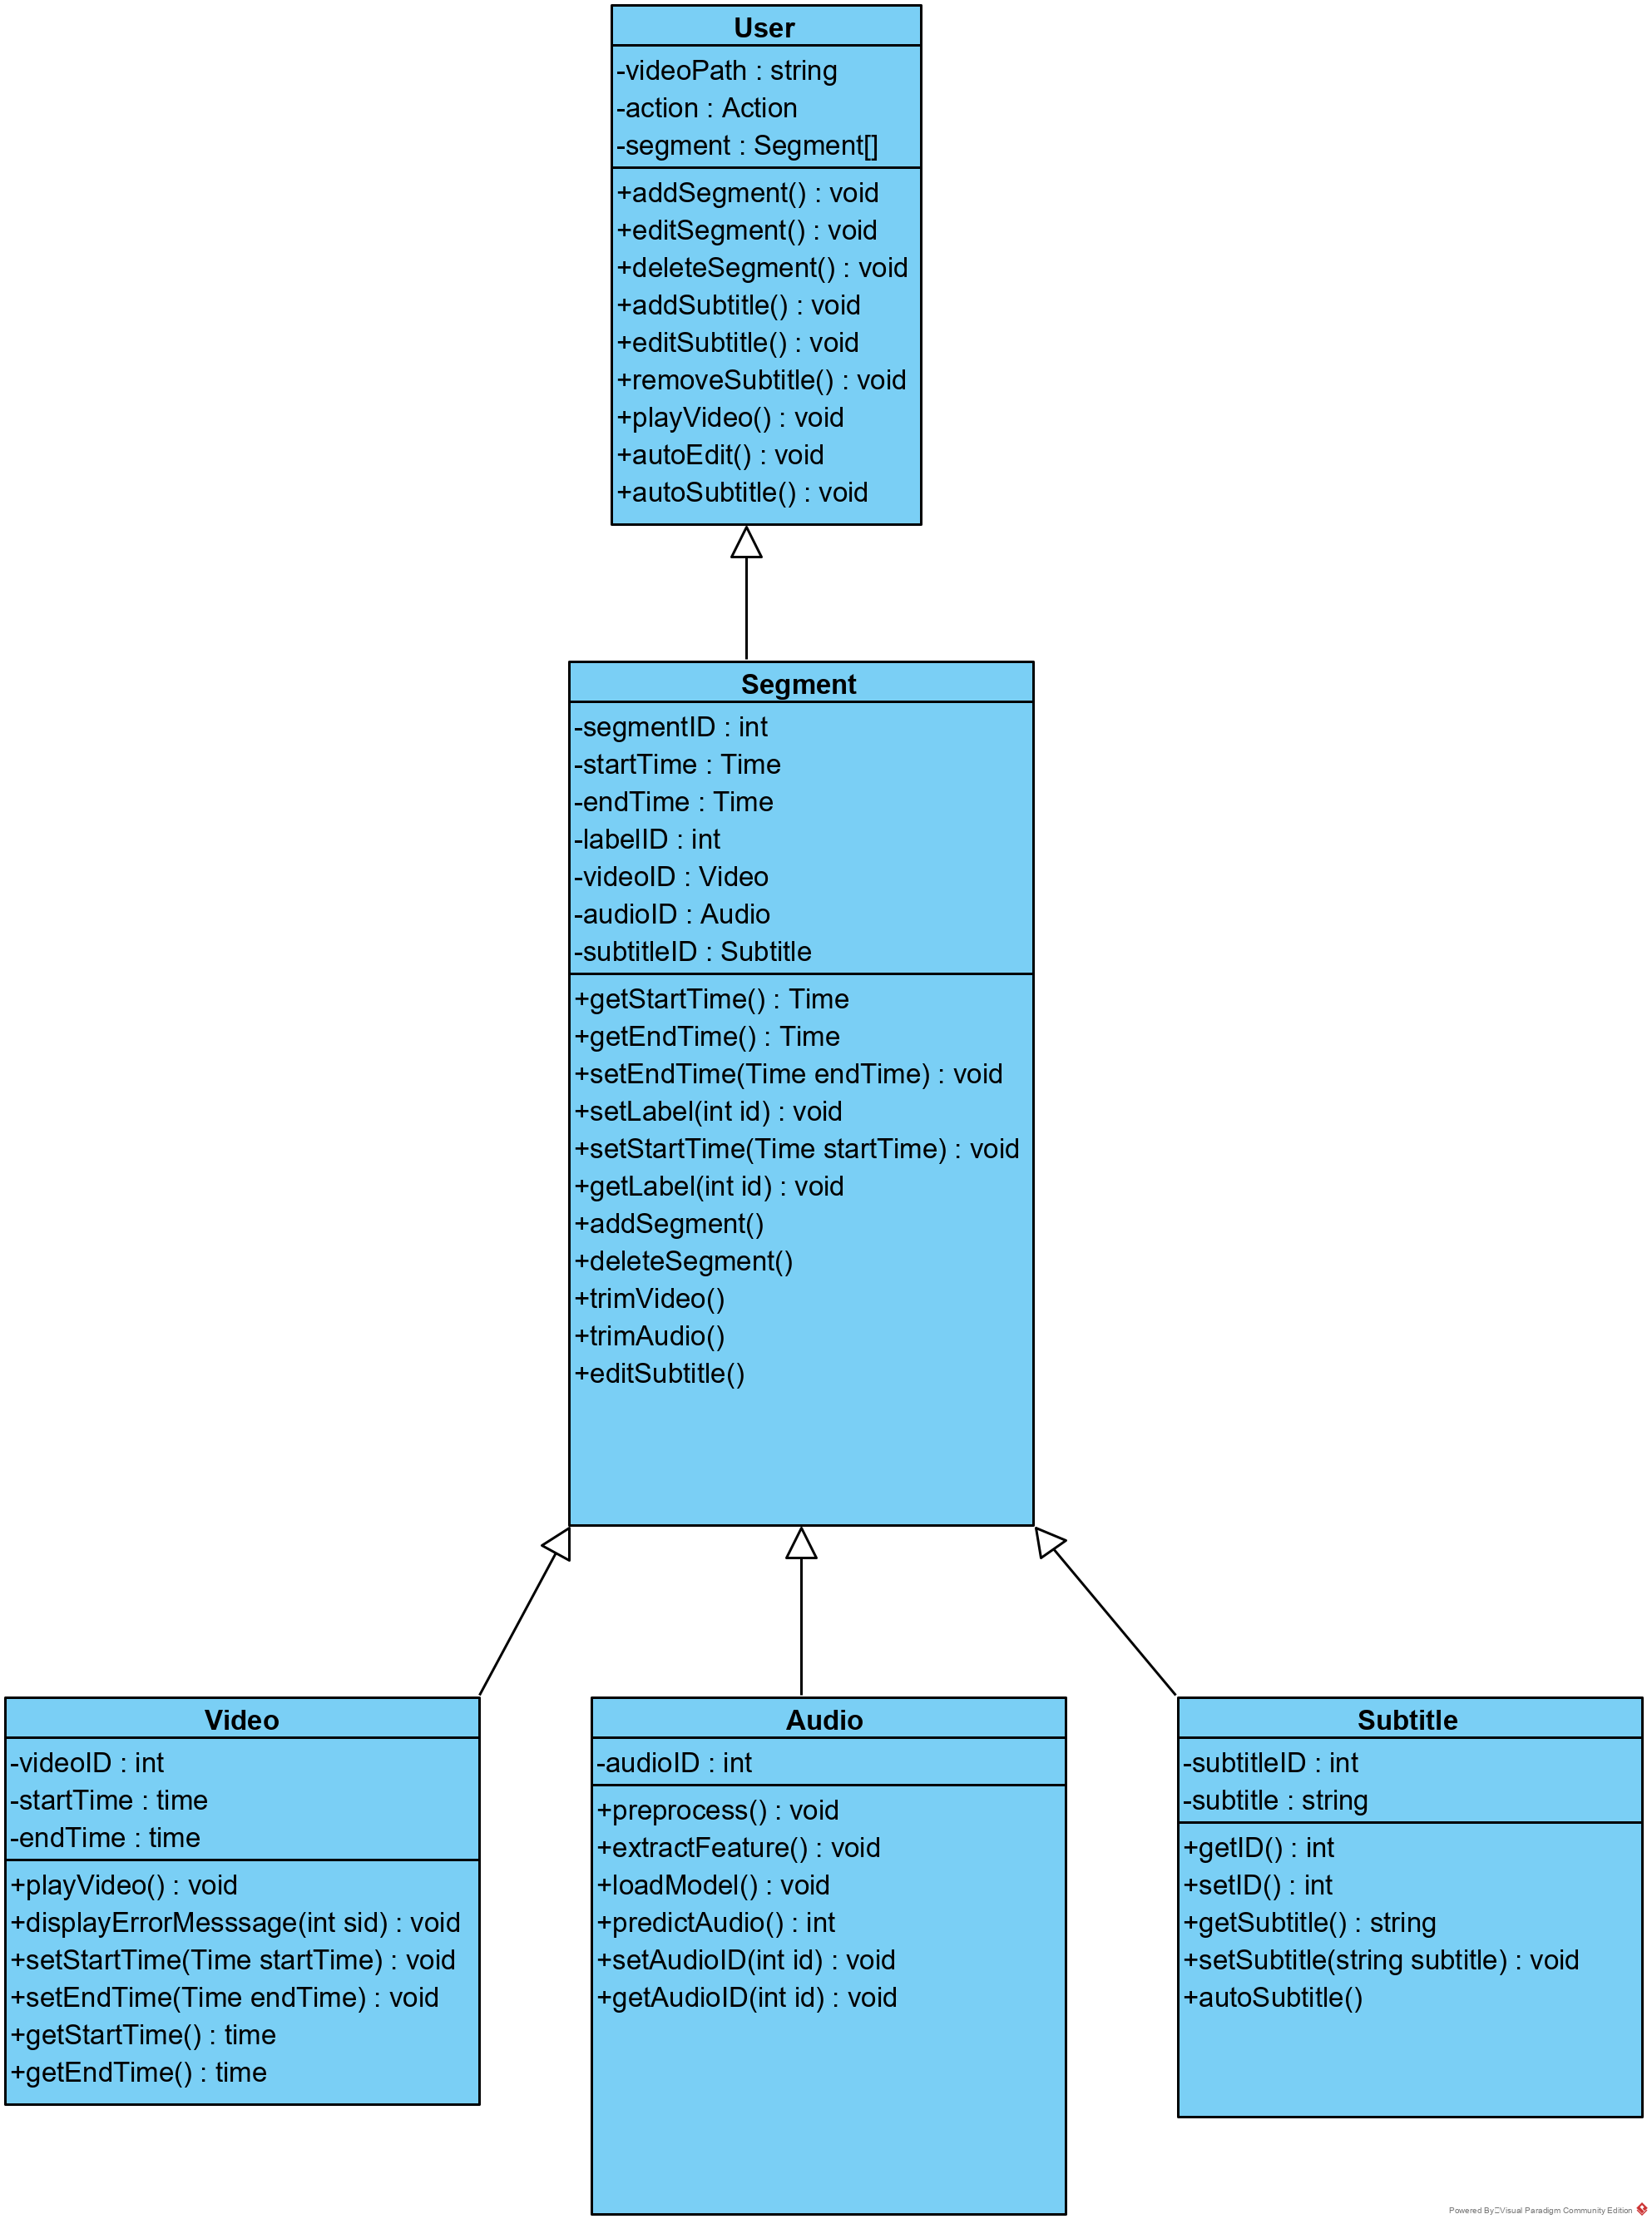 User
-videoPath : string
-action : Action
-segment : Segment[]
+addSegment() : void
+editSegment() : void
+deleteSegment() : void
+addSubtitle() : void
+editSubtitle() : void
+removeSubtitle() : void
+playVideo() : void
+autoEdit() : void
+autoSubtitle() : void
Segment
-segmentID : int
-startTime : Time
-endTime : Time
-labelID : int
-videoID : Video
-audioID : Audio
-subtitleID : Subtitle
+getStartTime() : Time
+getEndTime() : Time
+setEndTime(Time endTime) : void
+setLabel(int id) : void
+setStartTime(Time startTime) : void
+getLabel(int id) : void
+addSegment()
+deleteSegment()
+trimVideo()
+trimAudio()
+editSubtitle()
Video
-videoID : int
-startTime : time
-endTime : time
+playVideo() : void
+displayErrorMesssage(int sid) : void
+setStartTime(Time startTime) : void
+setEndTime(Time endTime) : void
+getStartTime() : time
+getEndTime() : time
Audio
-audioID : int
+preprocess() : void
+extractFeature() : void
+loadModel() : void
+predictAudio() : int
+setAudioID(int id) : void
+getAudioID(int id) : void
Subtitle
-subtitleID : int
-subtitle : string
+getID() : int
+setID() : int
+getSubtitle() : string
+setSubtitle(string subtitle) : void
+autoSubtitle()
Powered By Visual Paradigm Community Edition